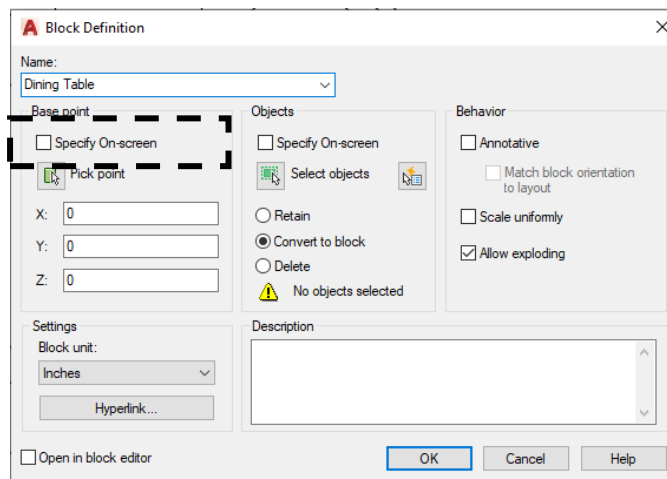 Block Definition
Name:
Dining Table
Base point
Specify On-screen
Pick point
X: 0
Y: 0
Z: 0
Objects
Specify On-screen
Select objects
Retain
Convert to block
Delete
No objects selected
Behavior
Annotative
Match block orientation
to layout
Scale uniformly
Allow exploding
Settings
Block unit:
Inches
Hyperlink...
Description
Open in block editor
OK
Cancel
Help